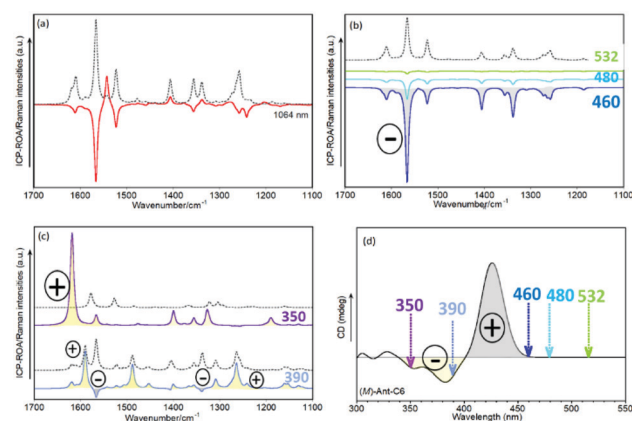 (a)
ICP-ROA/Raman intensities (a.u.)
1064 nm
1700 1600 1500 1400 1300 1200 1100
Wavenumber/cm-1
(b)
ICP-ROA/Raman intensities (a.u.)
532
480
460
−
1700 1600 1500 1400 1300 1200 1100
Wavenumber/cm-1
(c)
ICP-ROA/Raman intensities (a.u.)
+
350
+
−
−
+
390
1700 1600 1500 1400 1300 1200 1100
Wavenumber/cm-1
(d)
CD (mdeg)
350
390
460
480
532
+
−
(M)-Ant-C6
300 350 400 450 500 550
Wavelength (nm)